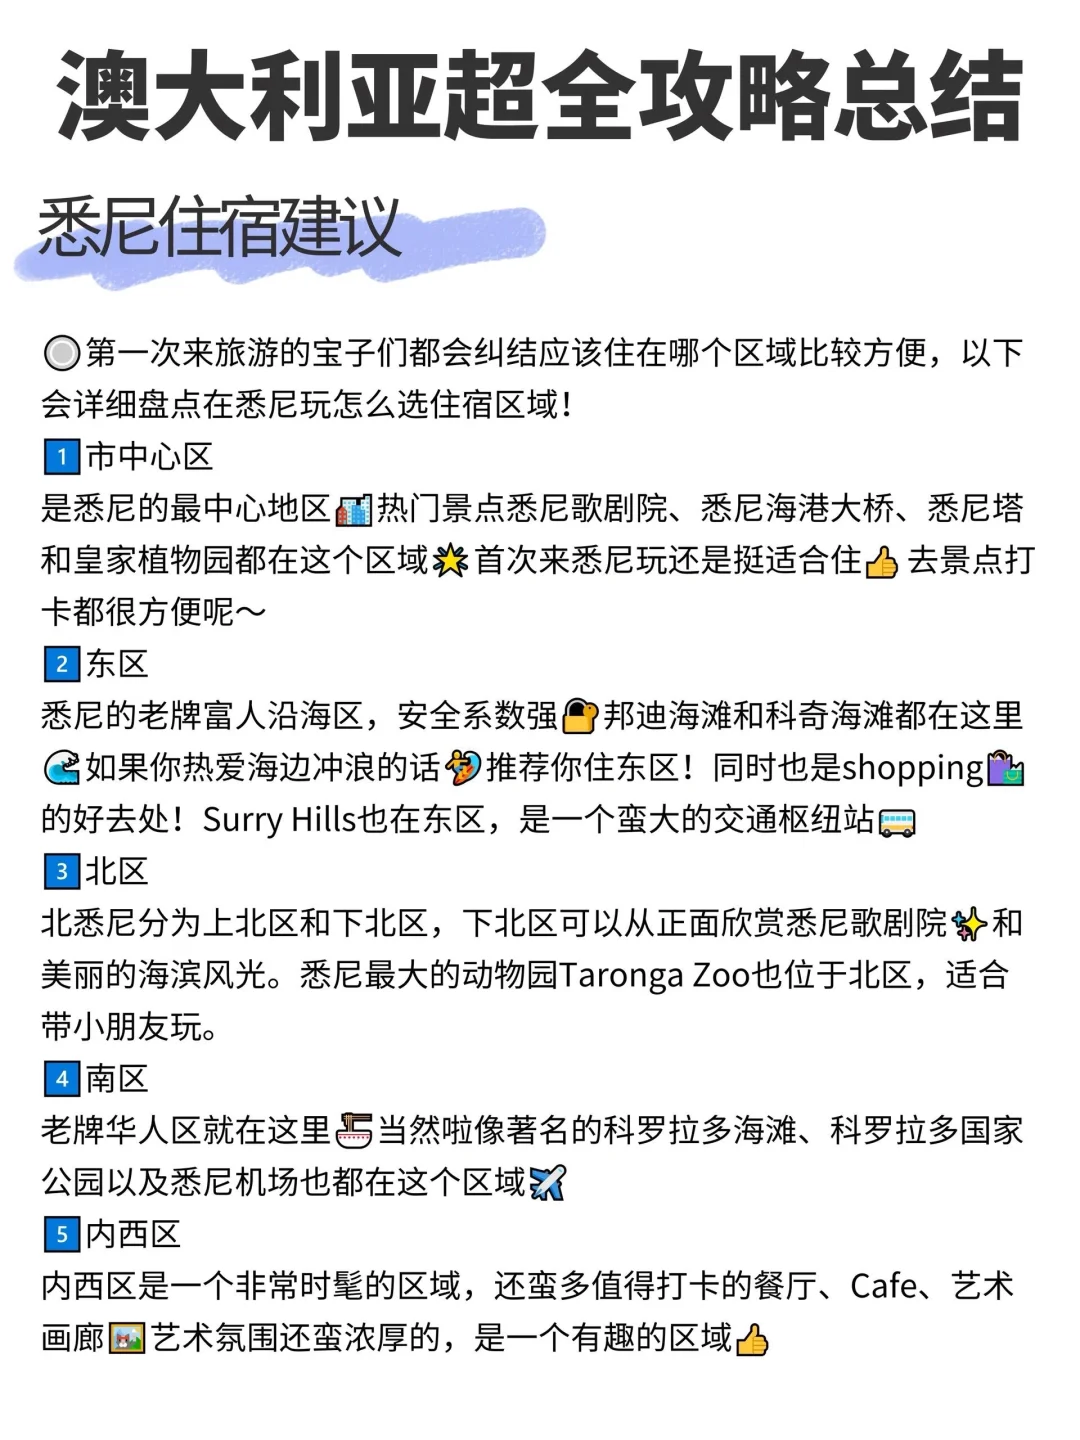 澳大利亚超全攻略总结
悉尼住宿建议
第一次来旅游的宝子们都会纠结应该住在哪个区域比较方便，以下
会详细盘点在悉尼玩怎么选住宿区域！
1️⃣市中心区
是悉尼的最中心地区🏙️热门景点悉尼歌剧院、悉尼海港大桥、悉尼塔
和皇家植物园都在这个区域🌟首次来悉尼玩还是挺适合住👍去景点打
卡都很方便呢～
2️⃣东区
悉尼的老牌富人沿海区，安全系数强🔐邦迪海滩和科奇海滩都在这里
🌊如果你热爱海边冲浪的话🏄推荐你住东区！同时也是shopping🛍️
的好去处！Surry Hills也在东区，是一个蛮大的交通枢纽站🚌
3️⃣北区
北悉尼分为上北区和下北区，下北区可以从正面欣赏悉尼歌剧院✨和
美丽的海滨风光。悉尼最大的动物园Taronga Zoo也位于北区，适合
带小朋友玩。
4️⃣南区
老牌华人区就在这里🍜当然啦像著名的科罗拉多海滩、科罗拉多国家
公园以及悉尼机场也都在这个区域✈️
5️⃣内西区
内西区是一个非常时髦的区域，还蛮多值得打卡的餐厅、Cafe、艺术
画廊🖼️艺术氛围还蛮浓厚的，是一个有趣的区域👍